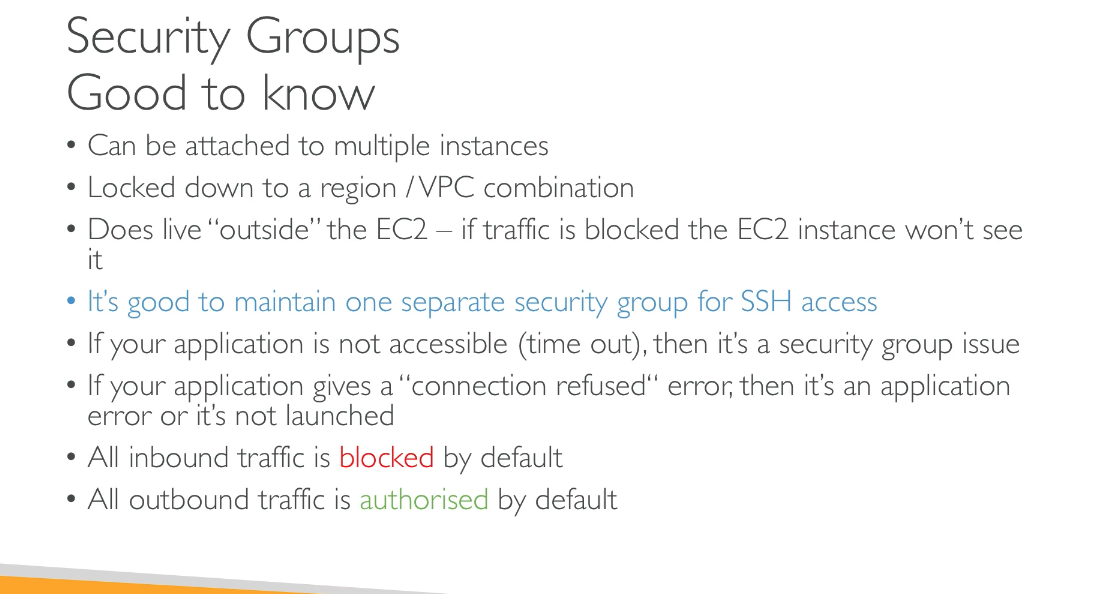 Security Groups
Good to know
• Can be attached to multiple instances
• Locked down to a region / VPC combination
• Does live “outside” the EC2 – if traffic is blocked the EC2 instance won’t see
it
• It’s good to maintain one separate security group for SSH access
• If your application is not accessible (time out), then it’s a security group issue
• If your application gives a “connection refused“ error, then it’s an application
error or it’s not launched
• All inbound traffic is blocked by default
• All outbound traffic is authorised by default